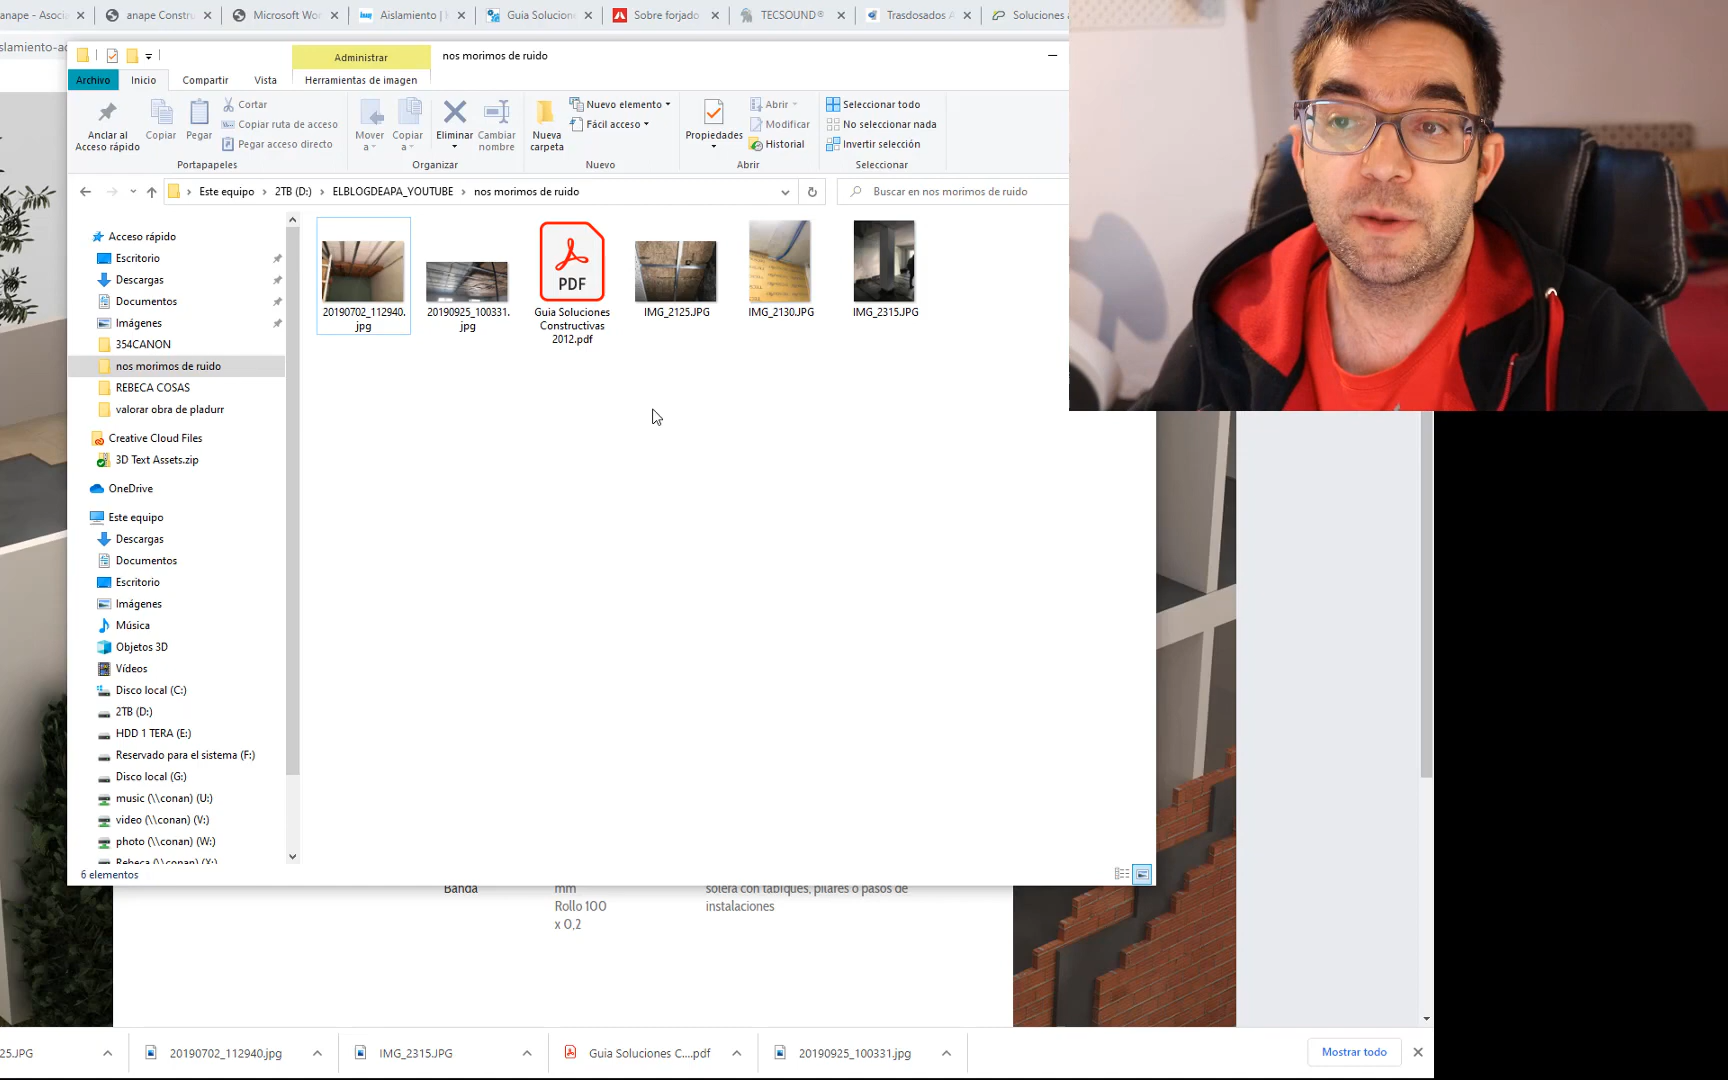 anape - Asoci
anape Constru
Microsoft Wor
knauf
Aislamiento | K
Guia Solucione
Sobre forjado
TECSOUND®
Trasdosados A
Soluciones a
slamiento-ac
Administrar
nos morimos de ruido
Archivo
Inicio
Compartir
Vista
Herramientas de imagen
Anclar al
Acceso rápido
Copiar
Pegar
Cortar
Copiar ruta de acceso
Pegar acceso directo
Portapapeles
Mover
a
Copiar
a
Eliminar
Cambiar
nombre
Organizar
Nueva
carpeta
Nuevo elemento
Fácil acceso
Nuevo
Propiedades
Abrir
Modificar
Historial
Abrir
Seleccionar todo
No seleccionar nada
Invertir selección
Seleccionar
Este equipo > 2TB (D:) > ELBLOGDEAPA_YOUTUBE > nos morimos de ruido
Buscar en nos morimos de ruido
Acceso rápido
Escritorio
Descargas
Documentos
Imágenes
354CANON
nos morimos de ruido
REBECA COSAS
valorar obra de pladurr
Creative Cloud Files
3D Text Assets.zip
OneDrive
Este equipo
Descargas
Documentos
Escritorio
Imágenes
Música
Objetos 3D
Vídeos
Disco local (C:)
2TB (D:)
HDD 1 TERA (E:)
Reservado para el sistema (F:)
Disco local (G:)
music (\\conan) (U:)
video (\\conan) (V:)
photo (\\conan) (W:)
Rebeca (\\conan) (X:)
20190702_112940.
jpg
20190925_100331.
jpg
PDF
Guia Soluciones
Constructivas
2012.pdf
IMG_2125.JPG
IMG_2130.JPG
IMG_2315.JPG
6 elementos
Banda
mm
Rollo 100
x 0,2
solera con tabiques, pilares o pasos de
instalaciones
25.JPG
20190702_112940.jpg
IMG_2315.JPG
Guia Soluciones C....pdf
20190925_100331.jpg
Mostrar todo